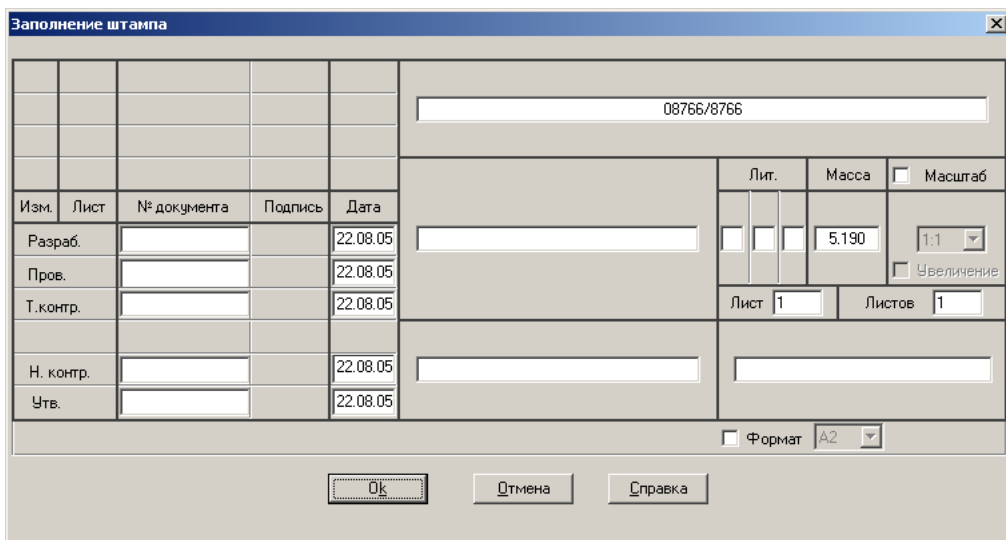 Заполнение штампа
08766/8766
Лит. Масса Масштаб
Изм. Лист № документа Подпись Дата
Разраб. 22.08.05 5.190 1:1
Пров. 22.08.05 Увеличение
Т.контр. 22.08.05 Лист 1 Листов 1
Н. контр. 22.08.05
Утв. 22.08.05
Формат А2
Ok Отмена Справка